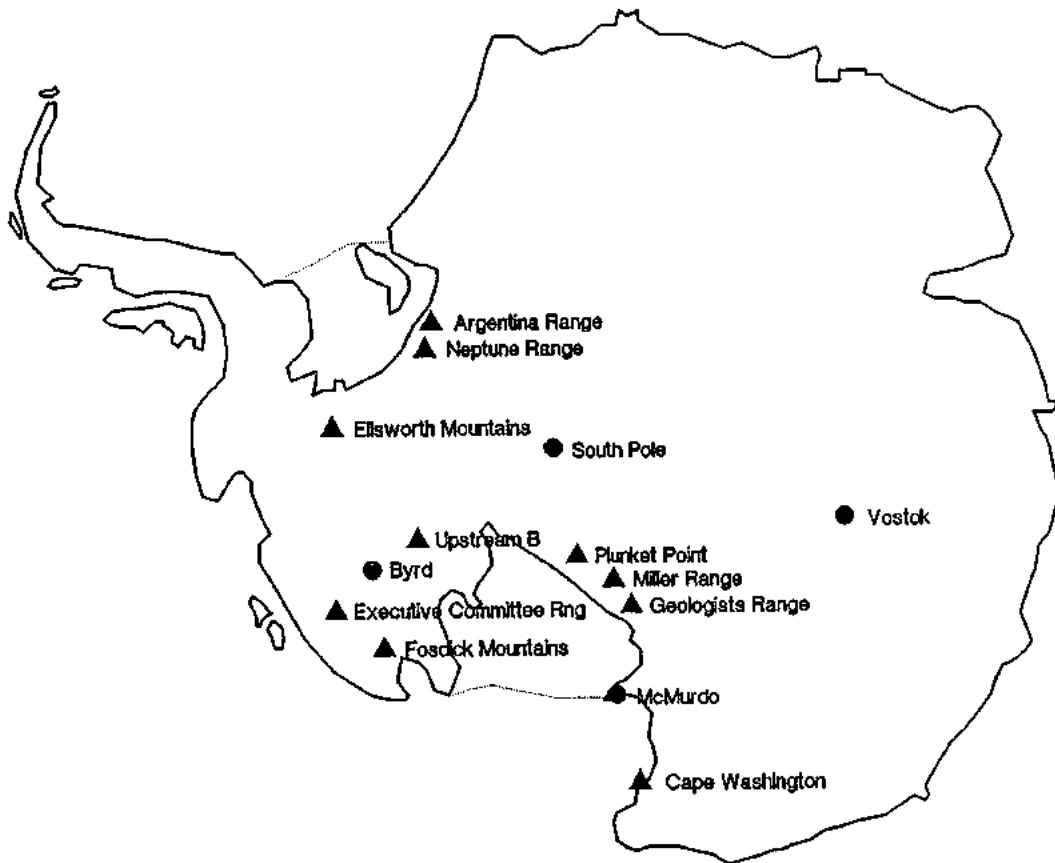 Argentina Range
Neptune Range
Ellsworth Mountains
South Pole
Vostok
Upstream B
Plunket Point
Byrd
Miller Range
Geologists Range
Executive Committee Rng
Fosdick Mountains
McMurdo
Cape Washington